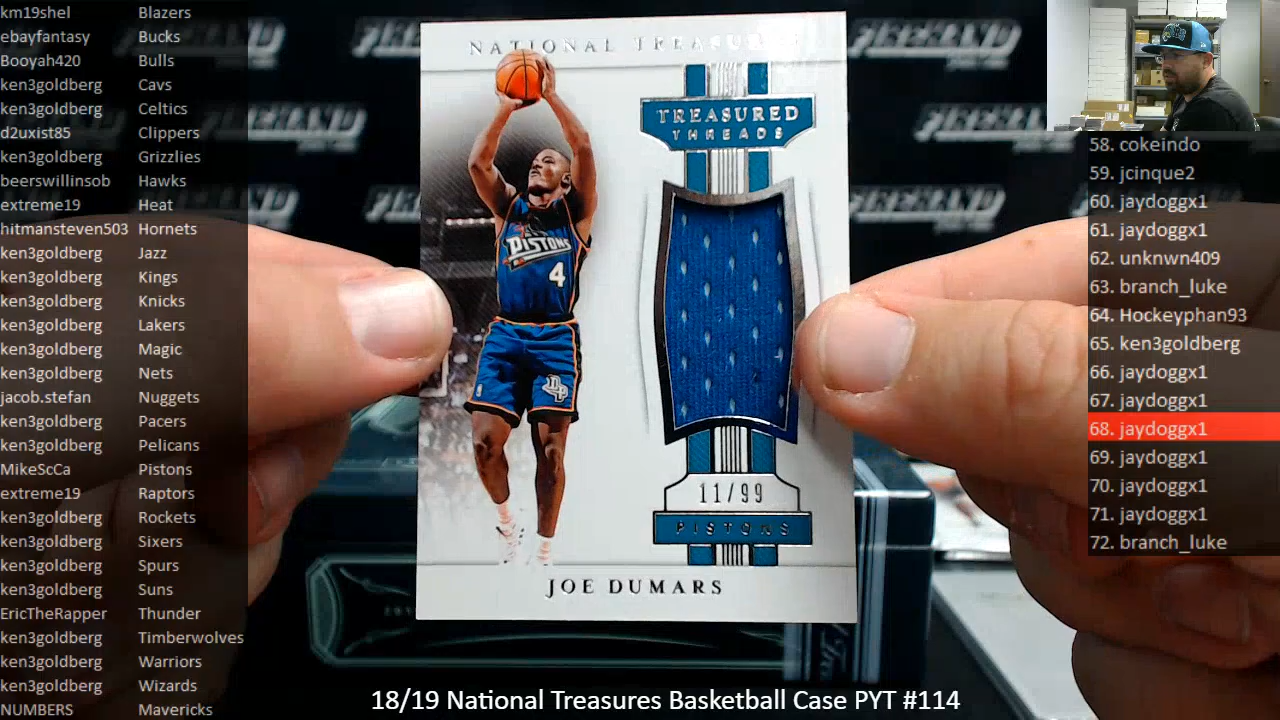 km19shel Blazers
ebayfantasy Bucks
Booyah420 Bulls
ken3goldberg Cavs
ken3goldberg Celtics
d2uxist85 Clippers
ken3goldberg Grizzlies
beerswillinsob Hawks
extreme19 Heat
hitmansteven503 Hornets
ken3goldberg Jazz
ken3goldberg Kings
ken3goldberg Knicks
ken3goldberg Lakers
ken3goldberg Magic
ken3goldberg Nets
jacob.stefan Nuggets
ken3goldberg Pacers
ken3goldberg Pelicans
MikeScCa Pistons
extreme19 Raptors
ken3goldberg Rockets
ken3goldberg Sixers
ken3goldberg Spurs
ken3goldberg Suns
EricTheRapper Thunder
ken3goldberg Timberwolves
ken3goldberg Warriors
ken3goldberg Wizards
NUMBERS Mavericks
NATIONAL TREASURES
TREASURED
THREADS
PISTONS
4
11/99
PISTONS
JOE DUMARS
58. cokeindo
59. jcinque2
60. jaydoggx1
61. jaydoggx1
62. unknwn409
63. branch_luke
64. Hockeyphan93
65. ken3goldberg
66. jaydoggx1
67. jaydoggx1
68. jaydoggx1
69. jaydoggx1
70. jaydoggx1
71. jaydoggx1
72. branch_luke
18/19 National Treasures Basketball Case PYT #114